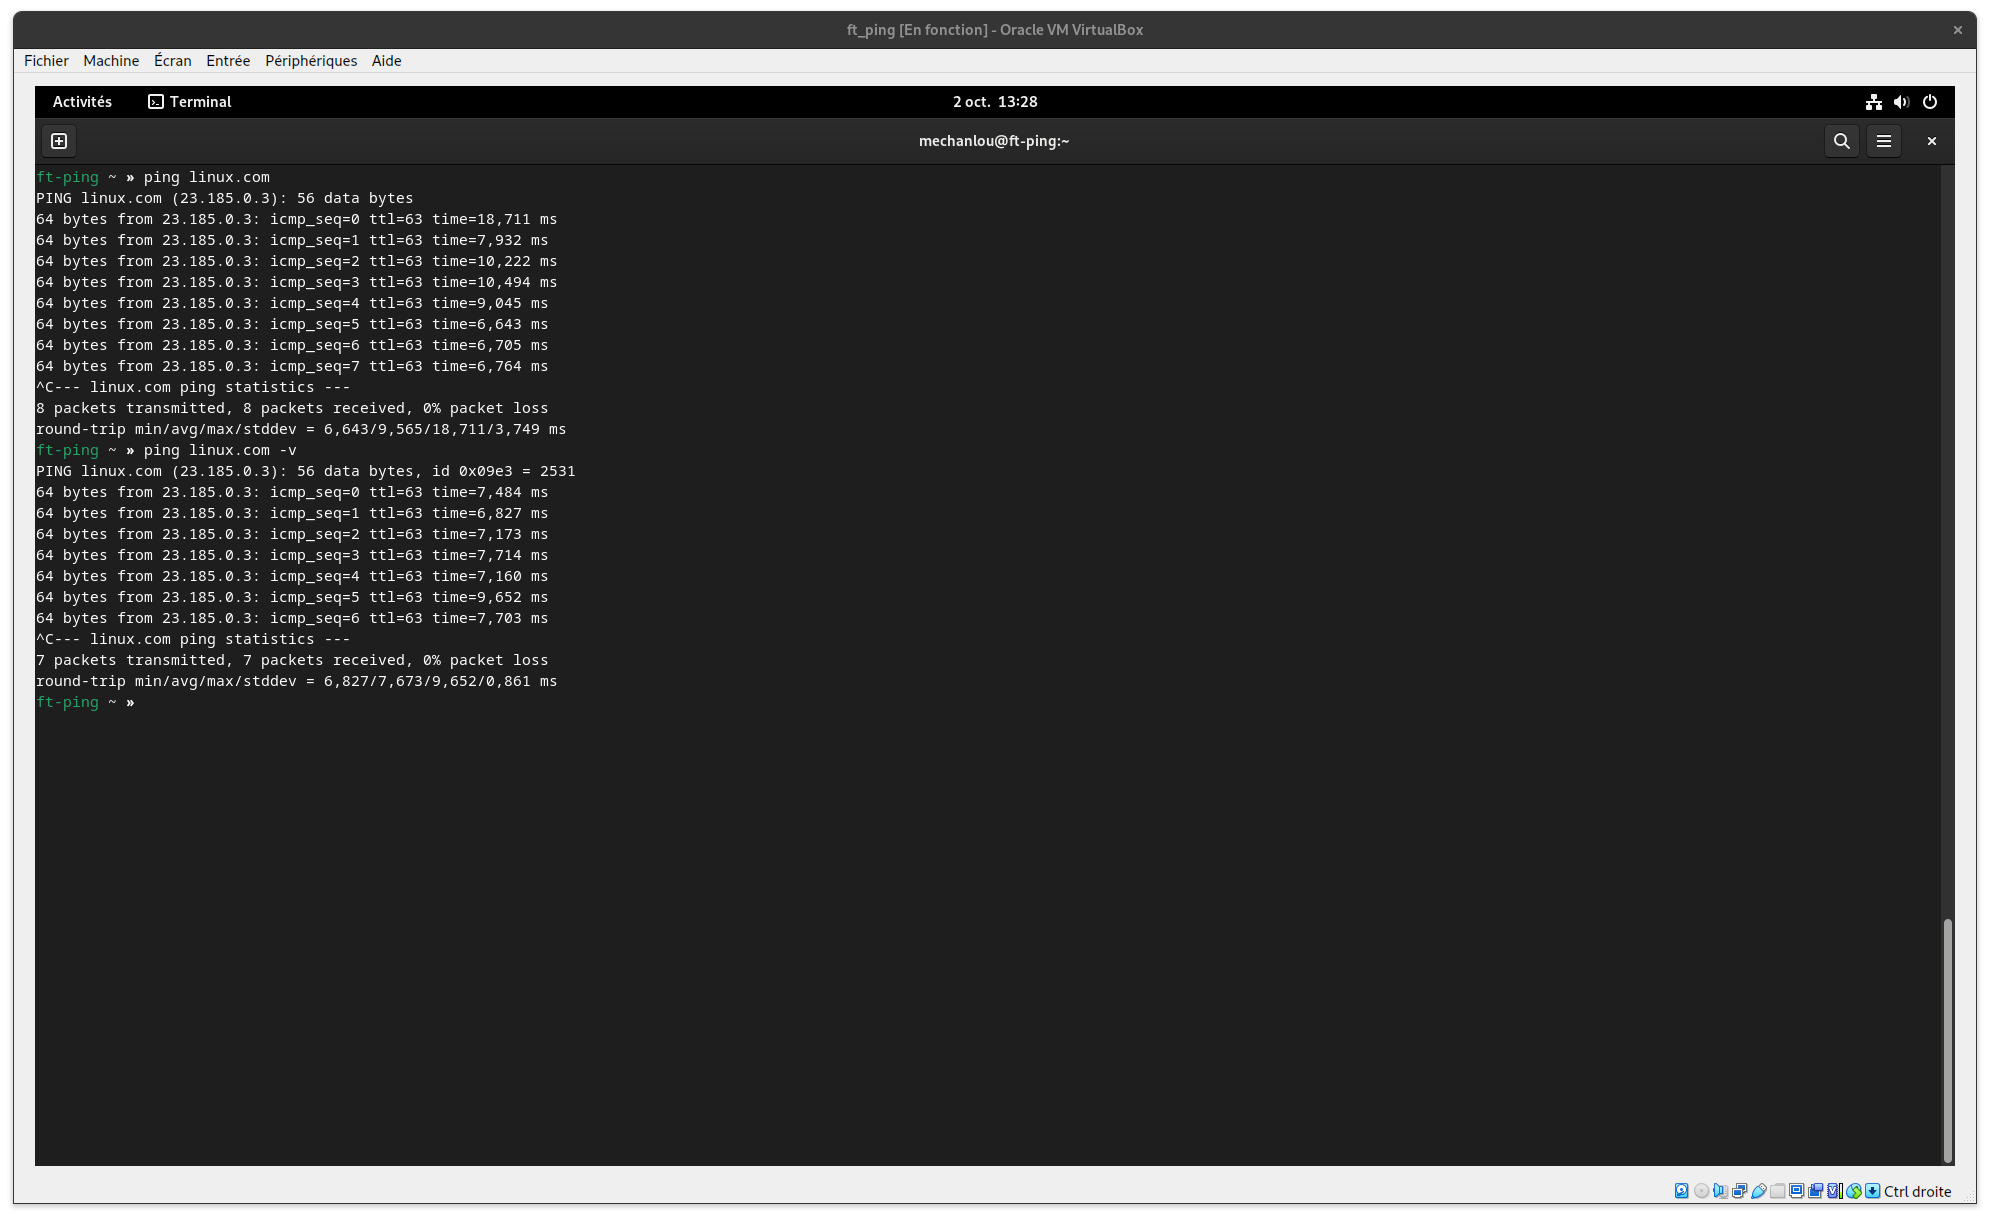 ft_ping [En fonction] - Oracle VM VirtualBox
Fichier Machine Écran Entrée Périphériques Aide
Activités Terminal 2 oct. 13:28
mechanlou@ft-ping:~
ft-ping ~ » ping linux.com
PING linux.com (23.185.0.3): 56 data bytes
64 bytes from 23.185.0.3: icmp_seq=0 ttl=63 time=18,711 ms
64 bytes from 23.185.0.3: icmp_seq=1 ttl=63 time=7,932 ms
64 bytes from 23.185.0.3: icmp_seq=2 ttl=63 time=10,222 ms
64 bytes from 23.185.0.3: icmp_seq=3 ttl=63 time=10,494 ms
64 bytes from 23.185.0.3: icmp_seq=4 ttl=63 time=9,045 ms
64 bytes from 23.185.0.3: icmp_seq=5 ttl=63 time=6,643 ms
64 bytes from 23.185.0.3: icmp_seq=6 ttl=63 time=6,705 ms
64 bytes from 23.185.0.3: icmp_seq=7 ttl=63 time=6,764 ms
^C--- linux.com ping statistics ---
8 packets transmitted, 8 packets received, 0% packet loss
round-trip min/avg/max/stddev = 6,643/9,565/18,711/3,749 ms
ft-ping ~ » ping linux.com -v
PING linux.com (23.185.0.3): 56 data bytes, id 0x09e3 = 2531
64 bytes from 23.185.0.3: icmp_seq=0 ttl=63 time=7,484 ms
64 bytes from 23.185.0.3: icmp_seq=1 ttl=63 time=6,827 ms
64 bytes from 23.185.0.3: icmp_seq=2 ttl=63 time=7,173 ms
64 bytes from 23.185.0.3: icmp_seq=3 ttl=63 time=7,714 ms
64 bytes from 23.185.0.3: icmp_seq=4 ttl=63 time=7,160 ms
64 bytes from 23.185.0.3: icmp_seq=5 ttl=63 time=9,652 ms
64 bytes from 23.185.0.3: icmp_seq=6 ttl=63 time=7,703 ms
^C--- linux.com ping statistics ---
7 packets transmitted, 7 packets received, 0% packet loss
round-trip min/avg/max/stddev = 6,827/7,673/9,652/0,861 ms
ft-ping ~ »
Ctrl droite